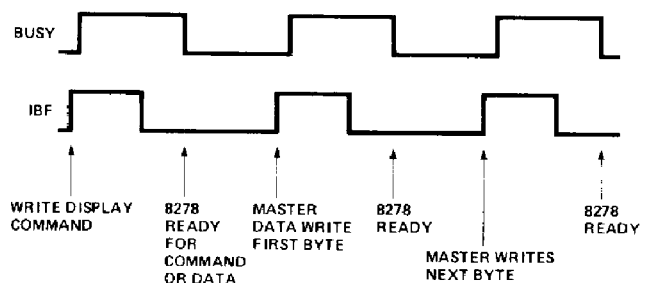 BUSY
IBF
WRITE DISPLAY
COMMAND
8278
READY
FOR
COMMAND
OR DATA
MASTER
DATA WRITE
FIRST BYTE
8278
READY
MASTER WRITES
NEXT BYTE
8278
READY